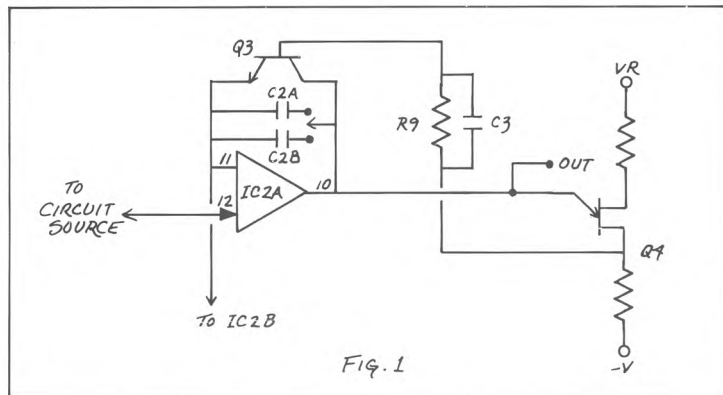 Q3
C2A
C2B
R9
C3
VR
11
IC2A
10
12
OUT
TO
CIRCUIT
SOURCE
Q4
TO IC2B
-V
FIG. 1